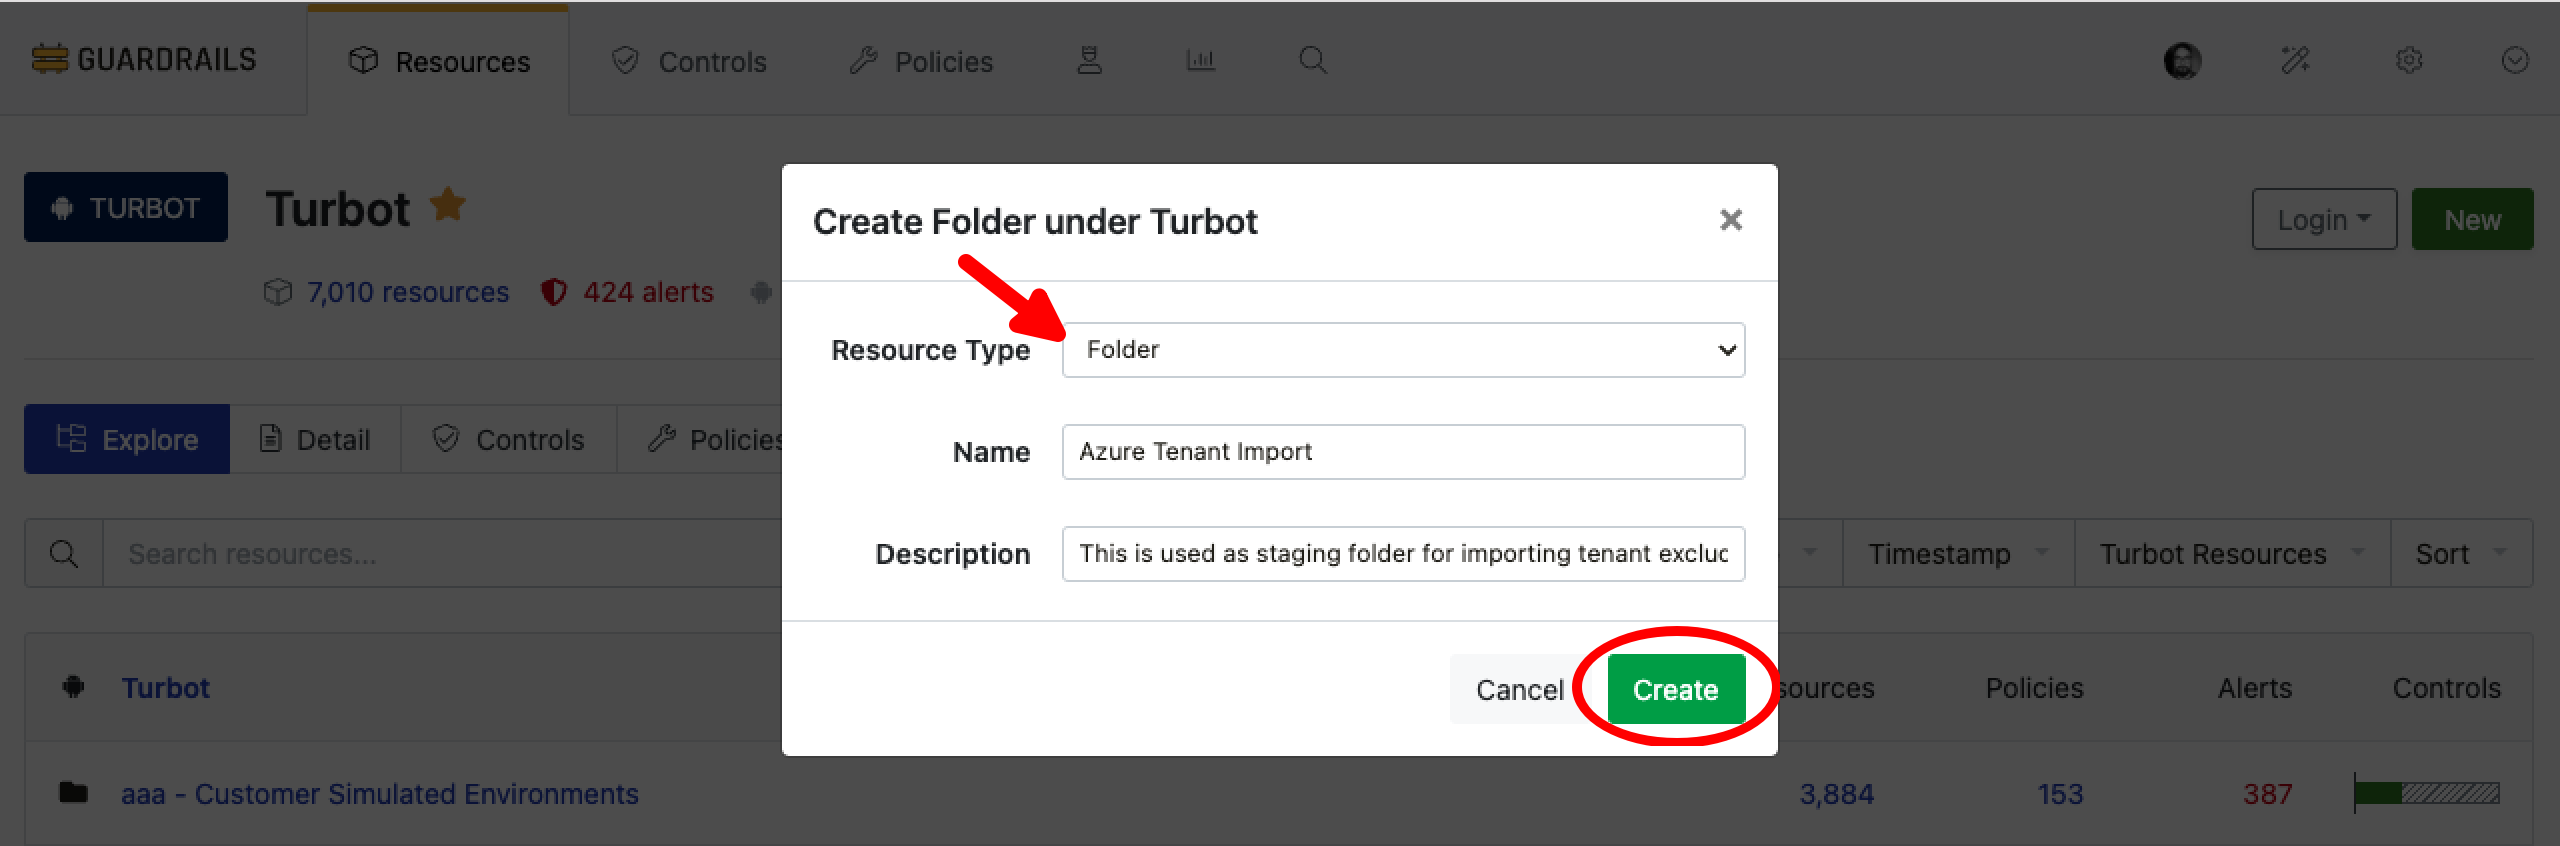 GUARDRAILS Resources Controls Policies
TURBOT Turbot Login New
7,010 resources 424 alerts
Create Folder under Turbot
Resource Type Folder
Name Azure Tenant Import
Description This is used as staging folder for importing tenant
Cancel Create
Explore Detail Controls Policies
Search resources... Timestamp Turbot Resources Sort
Turbot Policies Alerts Controls
aaa - Customer Simulated Environments 3,884 153 387